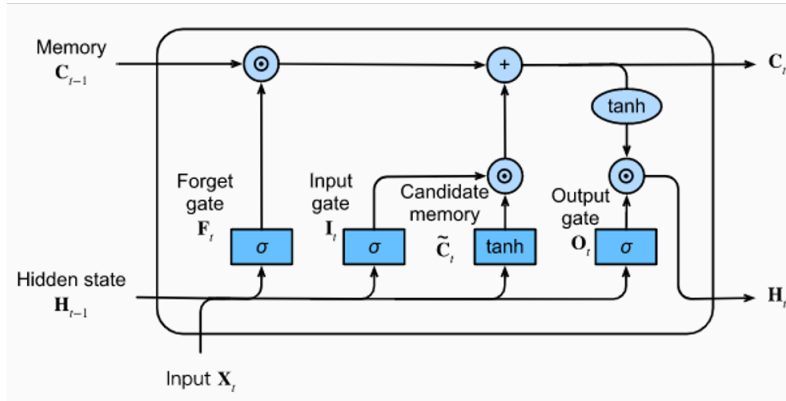 Memory
C_{t-1}
⊙
+
C_t
tanh
Forget
gate
F_t
Input
gate
I_t
Candidate
memory
C̃_t
⊙
Output
gate
O_t
⊙
σ
σ
tanh
σ
Hidden state
H_{t-1}
H_t
Input X_t